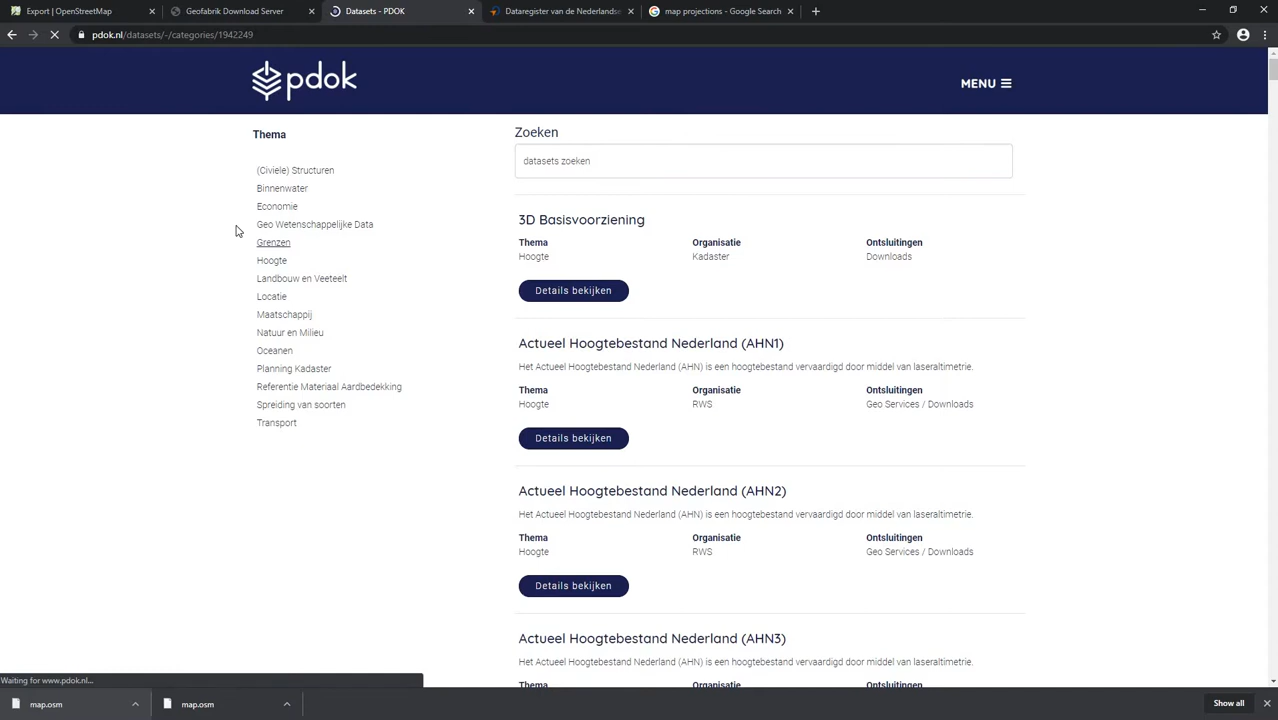 Export | OpenStreetMap
Geofabrik Download Server
Datasets - PDOK
Dataregister van de Nederlandse
map projections - Google Search
pdok.nl/datasets/-/categories/1942249
pdok
MENU
Thema
(Civiele) Structuren
Binnenwater
Economie
Geo Wetenschappelijke Data
Grenzen
Hoogte
Landbouw en Veeteelt
Locatie
Maatschappij
Natuur en Milieu
Oceanen
Planning Kadaster
Referentie Materiaal Aardbedekking
Spreiding van soorten
Transport
Zoeken
datasets zoeken
3D Basisvoorziening
Thema Organisatie Ontsluitingen
Hoogte Kadaster Downloads
Details bekijken
Actueel Hoogtebestand Nederland (AHN1)
Het Actueel Hoogtebestand Nederland (AHN) is een hoogtebestand vervaardigd door middel van laseraltimetrie.
Thema Organisatie Ontsluitingen
Hoogte RWS Geo Services / Downloads
Details bekijken
Actueel Hoogtebestand Nederland (AHN2)
Het Actueel Hoogtebestand Nederland (AHN) is een hoogtebestand vervaardigd door middel van laseraltimetrie.
Thema Organisatie Ontsluitingen
Hoogte RWS Geo Services / Downloads
Details bekijken
Actueel Hoogtebestand Nederland (AHN3)
Het Actueel Hoogtebestand Nederland (AHN) is een hoogtebestand vervaardigd door middel van laseraltimetrie.
Thema Organisatie Ontsluitingen
Waiting for www.pdok.nl...
map.osm
map.osm
Show all